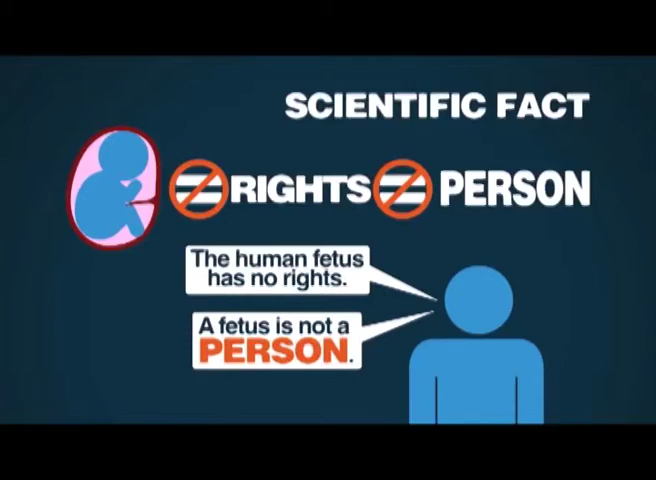 SCIENTIFIC FACT
RIGHTS PERSON
The human fetus
has no rights.
A fetus is not a
PERSON.